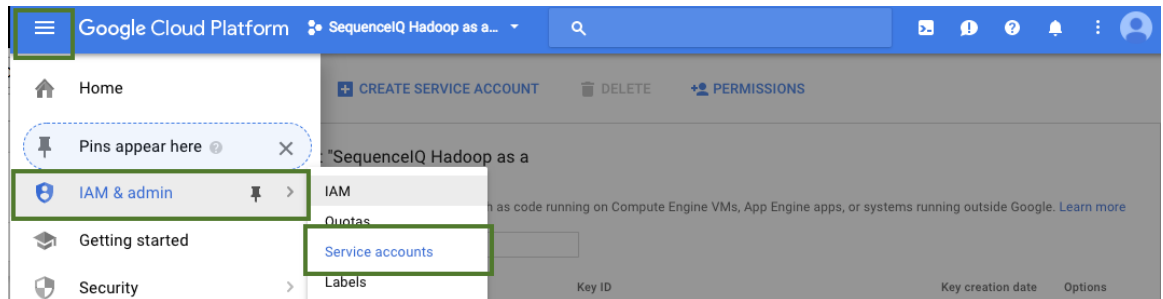 Google Cloud Platform SequenceIQ Hadoop as a...
Home
CREATE SERVICE ACCOUNT DELETE PERMISSIONS
Pins appear here
"SequenceIQ Hadoop as a
IAM & admin
IAM
h as code running on Compute Engine VMs, App Engine apps, or systems running outside Google. Learn more
Quotas
Getting started
Service accounts
Security
Labels
Key ID Key creation date Options